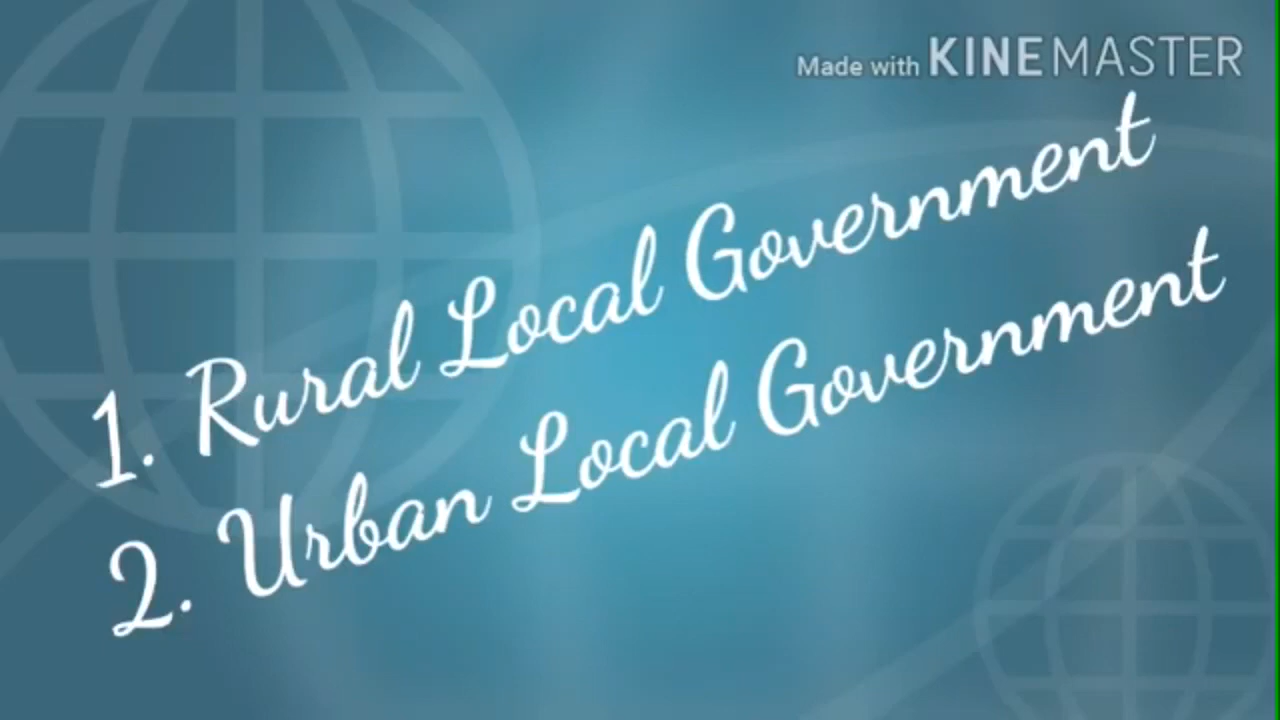 Made with KINEMASTER
1. Rural Local Government
2. Urban Local Government